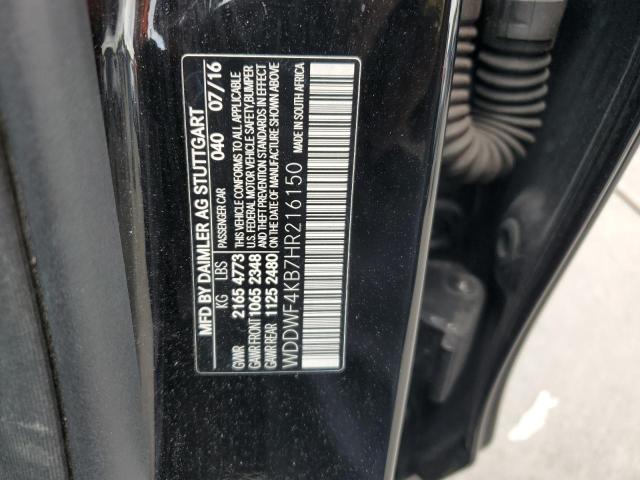 MFD BY DAIMLER AG STUTTGART
PASSENGER CAR 040 07/16
KG LBS
GVWR 2165 4773
GAWR FRONT 1065 2348
GAWR REAR 1125 2480
THIS VEHICLE CONFORMS TO ALL APPLICABLE
U.S. FEDERAL MOTOR VEHICLE SAFETY, BUMPER
AND THEFT PREVENTION STANDARDS IN EFFECT
ON THE DATE OF MANUFACTURE SHOWN ABOVE
WDDWF4KB7HR216150
MADE IN SOUTH AFRICA